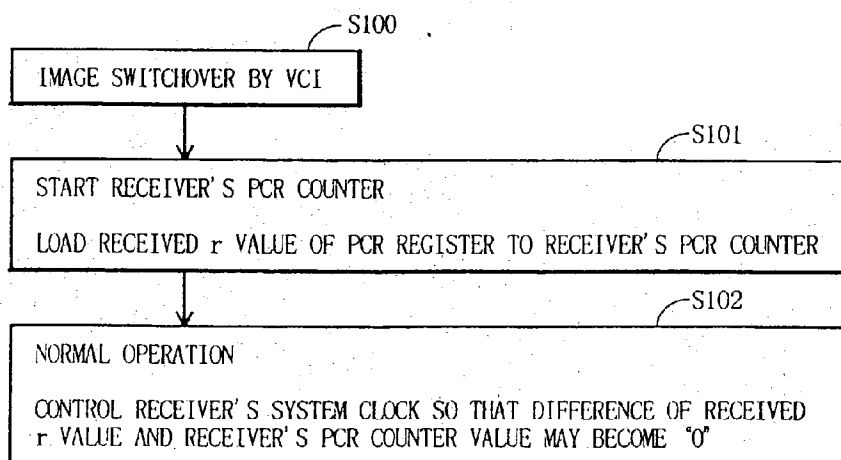 S100
IMAGE SWITCHOVER BY VCI
S101
START RECEIVER'S PCR COUNTER
LOAD RECEIVED r VALUE OF PCR REGISTER TO RECEIVER'S PCR COUNTER
S102
NORMAL OPERATION
CONTROL RECEIVER'S SYSTEM CLOCK SO THAT DIFFERENCE OF RECEIVED
r VALUE AND RECEIVER'S PCR COUNTER VALUE MAY BECOME "0"